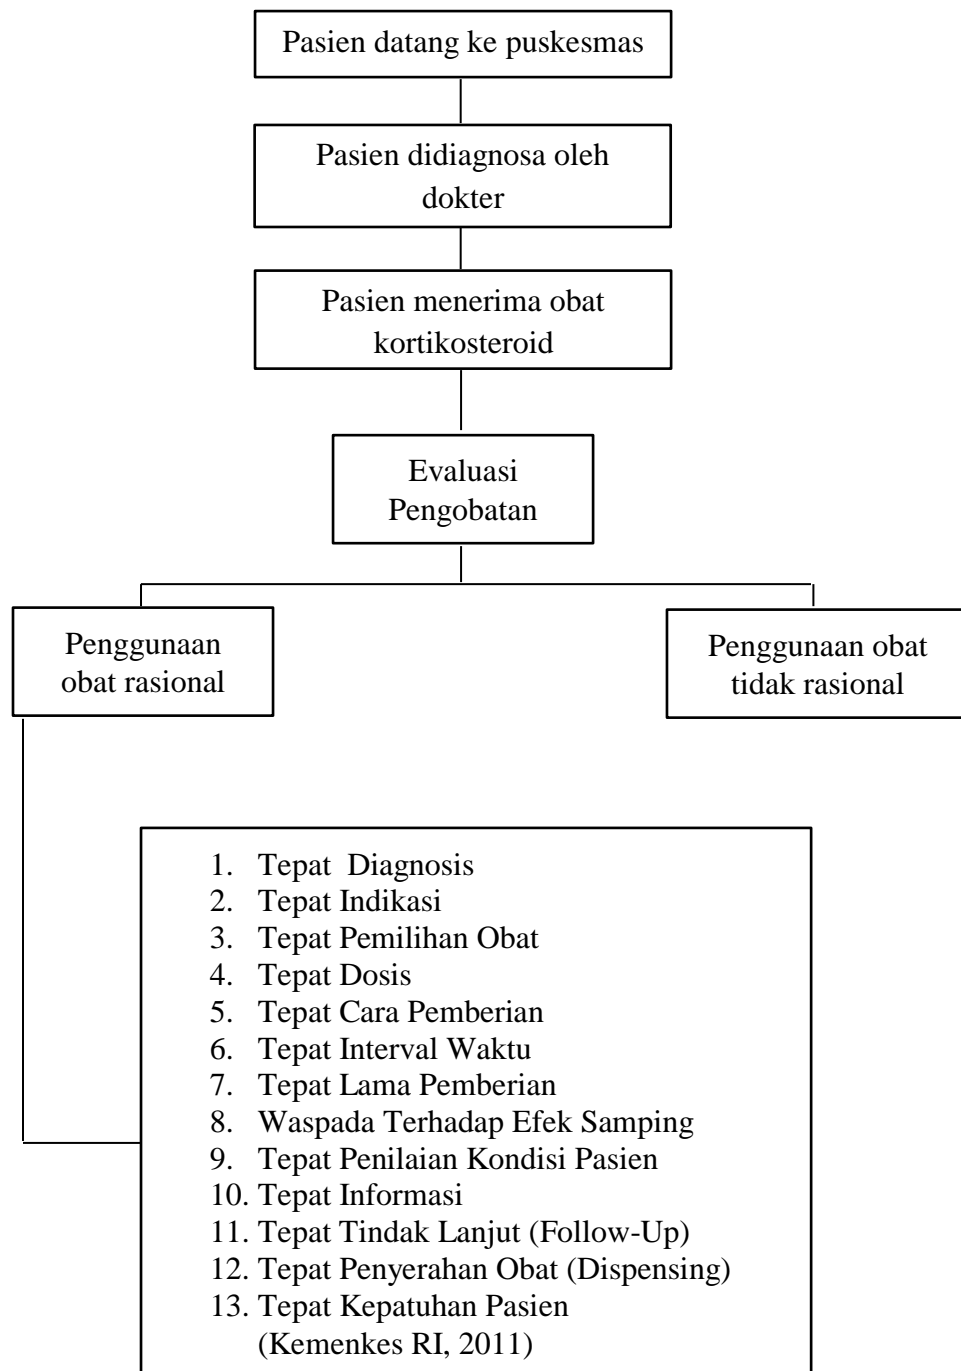 Pasien datang ke puskesmas
Pasien didiagnosa oleh
dokter
Pasien menerima obat
kortikosteroid
Evaluasi
Pengobatan
Penggunaan
obat rasional
Penggunaan obat
tidak rasional
1. Tepat Diagnosis
2. Tepat Indikasi
3. Tepat Pemilihan Obat
4. Tepat Dosis
5. Tepat Cara Pemberian
6. Tepat Interval Waktu
7. Tepat Lama Pemberian
8. Waspada Terhadap Efek Samping
9. Tepat Penilaian Kondisi Pasien
10. Tepat Informasi
11. Tepat Tindak Lanjut (Follow-Up)
12. Tepat Penyerahan Obat (Dispensing)
13. Tepat Kepatuhan Pasien
(Kemenkes RI, 2011)